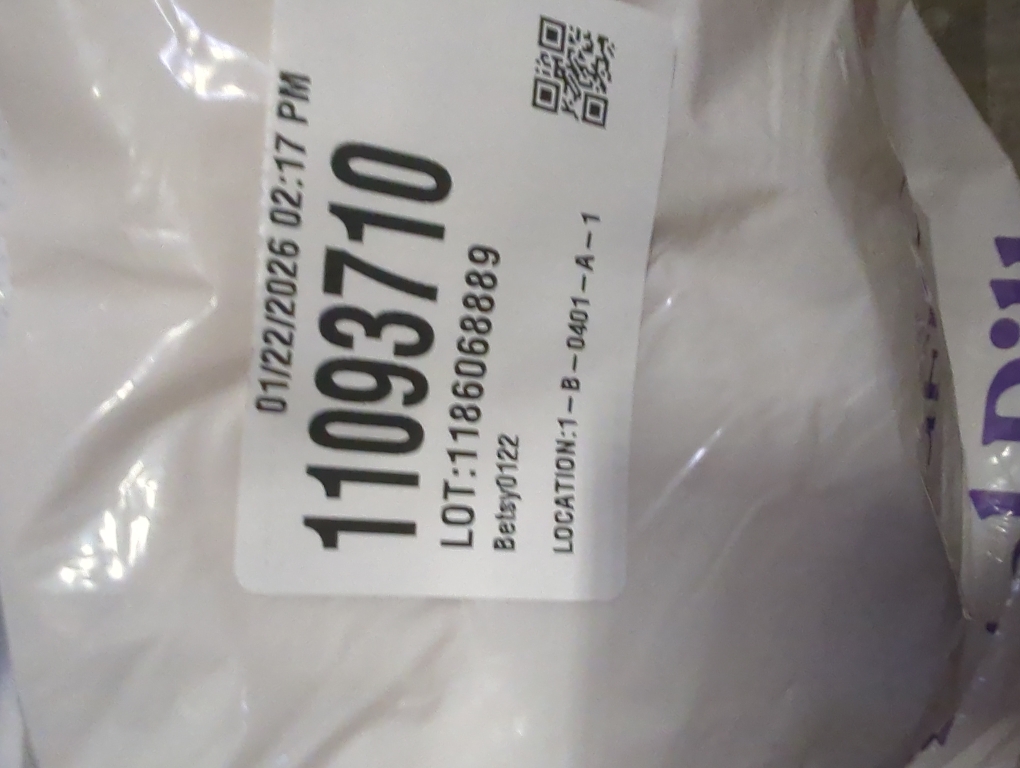 01/22/2026 02:17 PM
11093710
LOT:1186068889
Betsy0122
LOCATION:1-B-0401-A-1